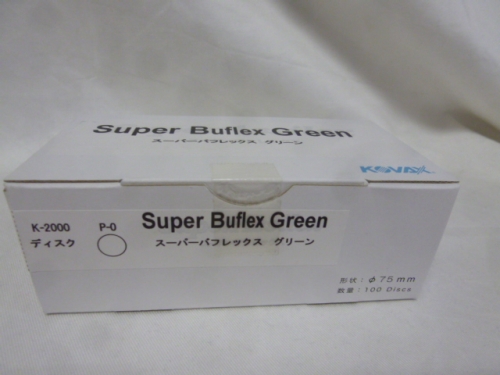 Super Buflex Green
スーパーバフレックス グリーン
KOVAX
K-2000 P-0 Super Buflex Green
ディスク スーパーバフレックス グリーン
形状：φ75mm
数量：100 Discs